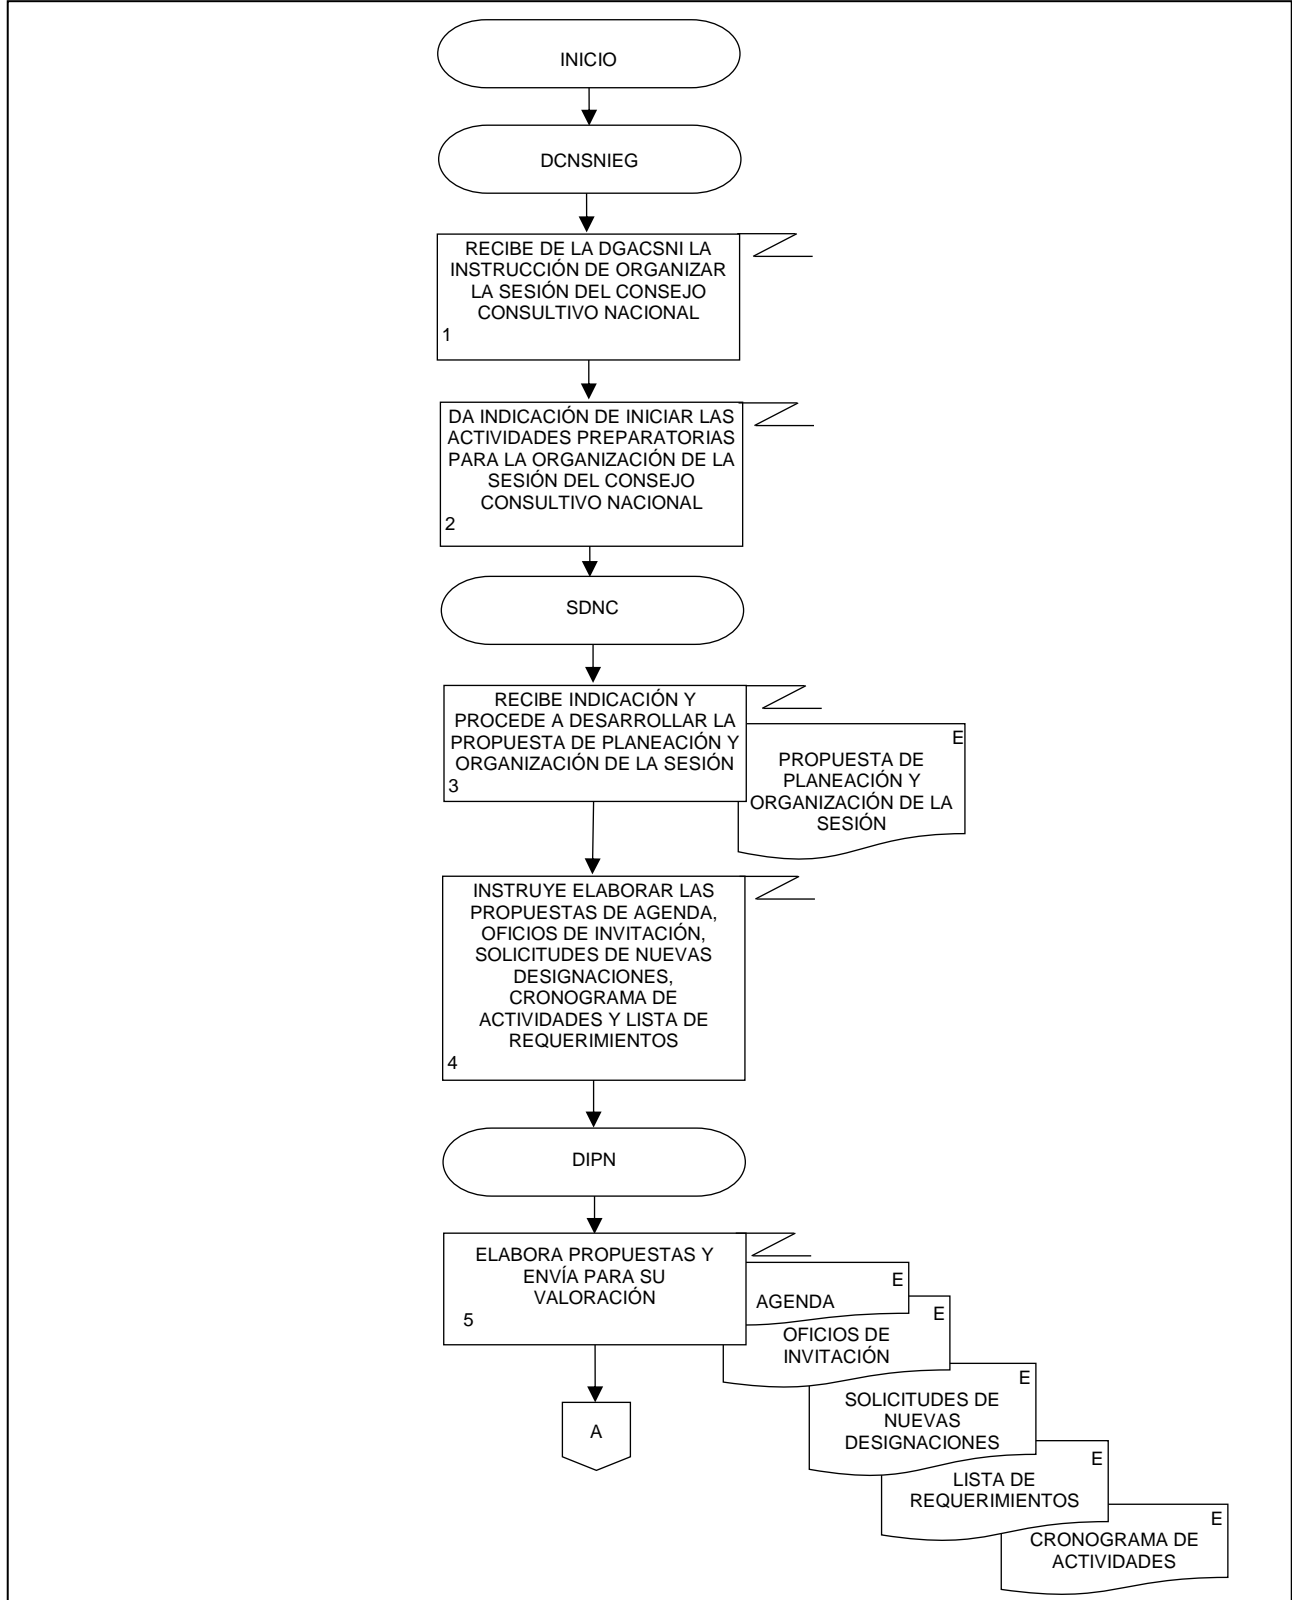 INICIO
DCNSNIEG
RECIBE DE LA DGACSNI LA
INSTRUCCIÓN DE ORGANIZAR
LA SESIÓN DEL CONSEJO
CONSULTIVO NACIONAL
1
DA INDICACIÓN DE INICIAR LAS
ACTIVIDADES PREPARATORIAS
PARA LA ORGANIZACIÓN DE LA
SESIÓN DEL CONSEJO
CONSULTIVO NACIONAL
2
SDNC
RECIBE INDICACIÓN Y
PROCEDE A DESARROLLAR LA
PROPUESTA DE PLANEACIÓN Y
ORGANIZACIÓN DE LA SESIÓN
3
E
PROPUESTA DE
PLANEACIÓN Y
ORGANIZACIÓN DE LA
SESIÓN
INSTRUYE ELABORAR LAS
PROPUESTAS DE AGENDA,
OFICIOS DE INVITACIÓN,
SOLICITUDES DE NUEVAS
DESIGNACIONES,
CRONOGRAMA DE
ACTIVIDADES Y LISTA DE
REQUERIMIENTOS
4
DIPN
ELABORA PROPUESTAS Y
ENVÍA PARA SU
VALORACIÓN
5
E
AGENDA
E
OFICIOS DE
INVITACIÓN
E
SOLICITUDES DE
NUEVAS
DESIGNACIONES
E
LISTA DE
REQUERIMIENTOS
E
CRONOGRAMA DE
ACTIVIDADES
A